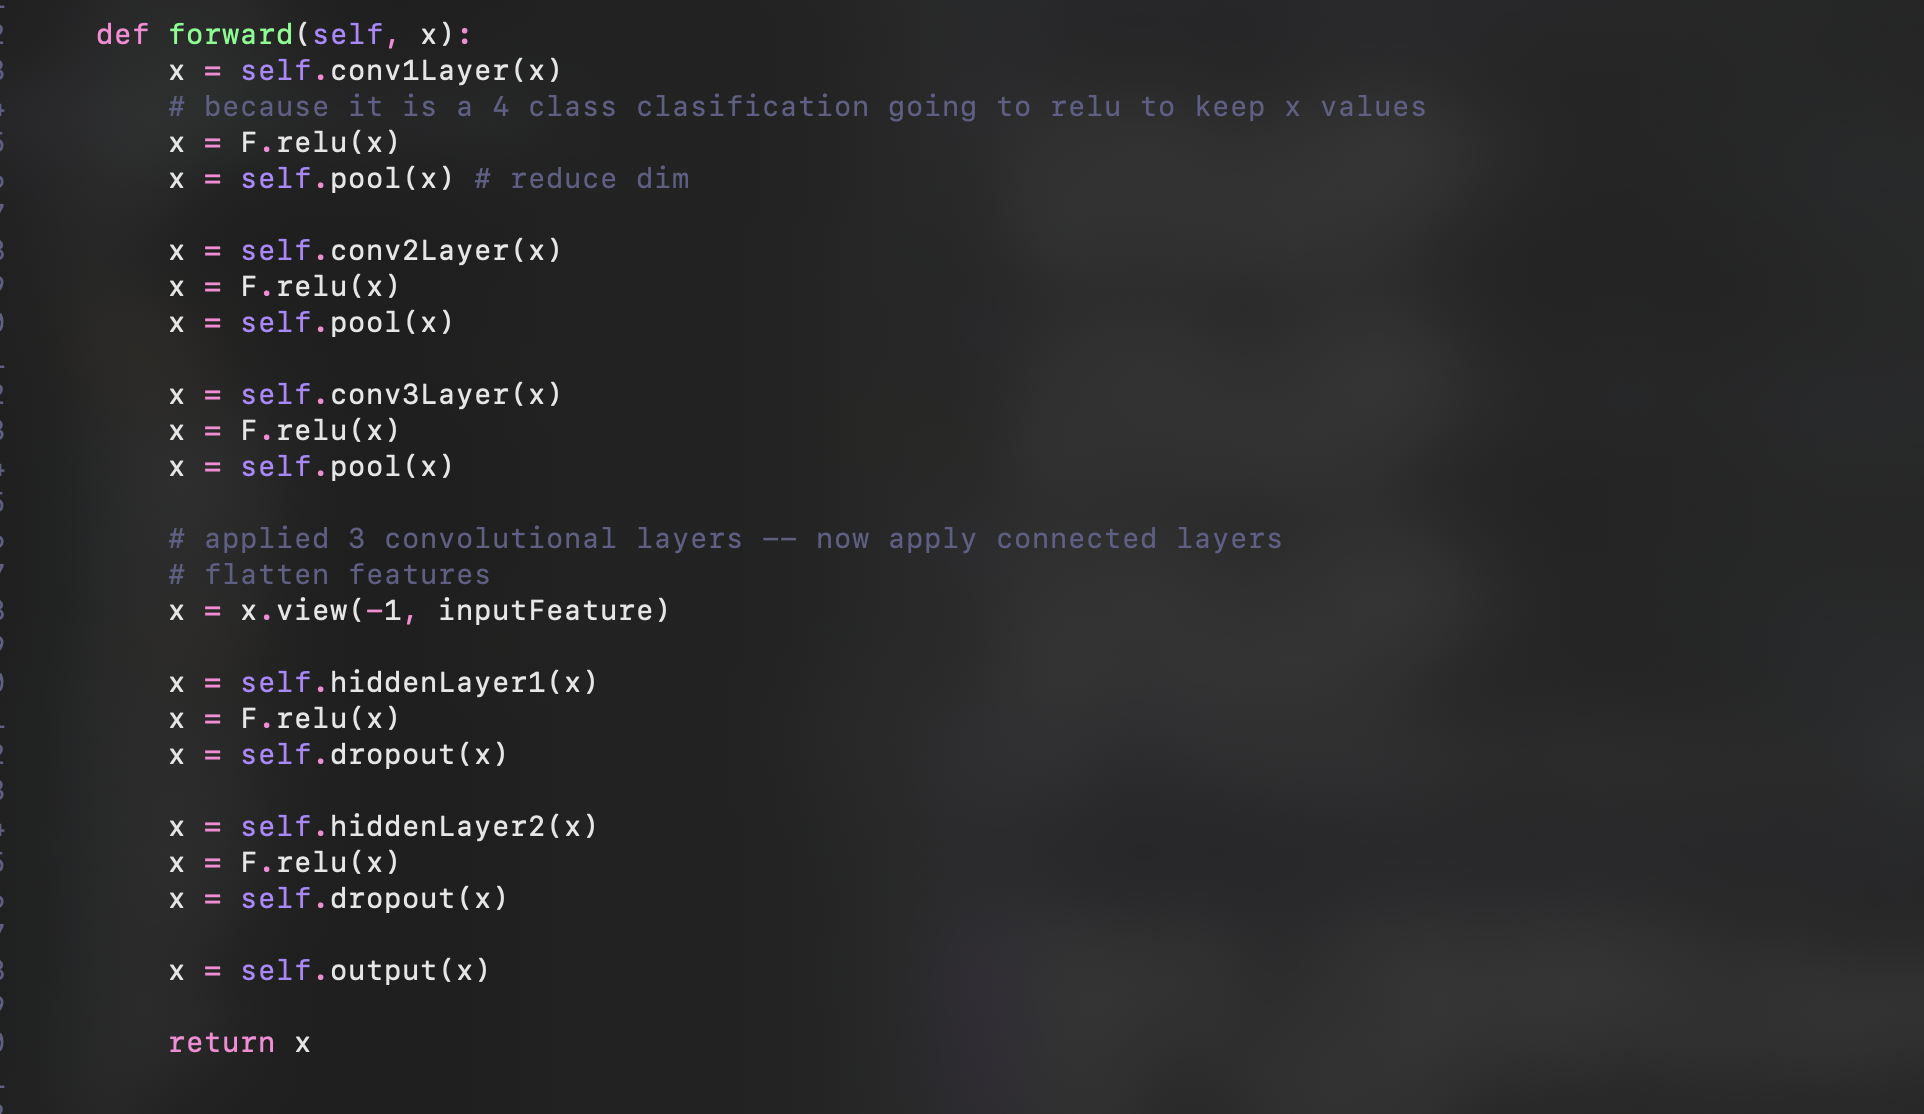 def forward(self, x):
x = self.conv1Layer(x)
# because it is a 4 class clasification going to relu to keep x values
x = F.relu(x)
x = self.pool(x) # reduce dim
x = self.conv2Layer(x)
x = F.relu(x)
x = self.pool(x)
x = self.conv3Layer(x)
x = F.relu(x)
x = self.pool(x)
# applied 3 convolutional layers -- now apply connected layers
# flatten features
x = x.view(-1, inputFeature)
x = self.hiddenLayer1(x)
x = F.relu(x)
x = self.dropout(x)
x = self.hiddenLayer2(x)
x = F.relu(x)
x = self.dropout(x)
x = self.output(x)
return x